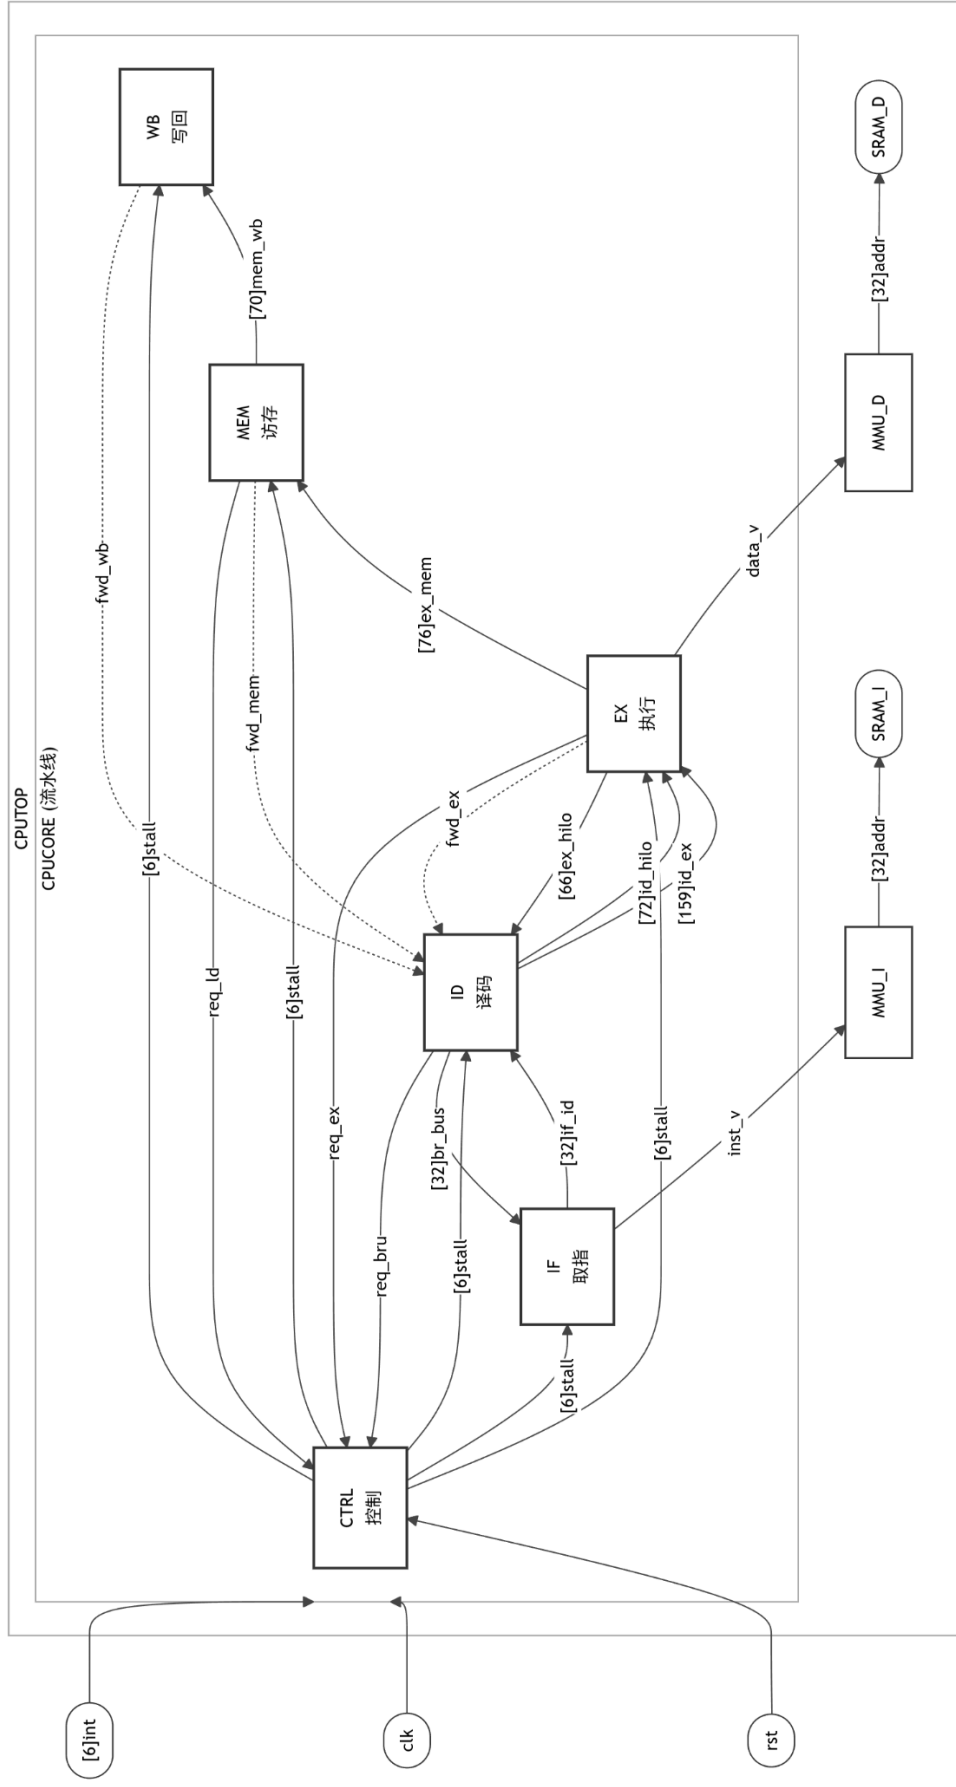 CPUTOP
CPUCORE (流水线)
[6]int
clk
rst
CTRL
控制
[6]stall
req_ld
[6]stall
req_ex
req_bru
[6]stall
[6]stall
[6]stall
IF
取指
[32]br_bus
[32]if_id
inst_v
ID
译码
fwd_wb
fwd_mem
fwd_ex
[66]ex_hilo
[72]id_hilo
[159]id_ex
EX
执行
[76]ex_mem
data_v
MEM
访存
[70]mem_wb
WB
写回
MMU_I
[32]addr
SRAM_I
MMU_D
[32]addr
SRAM_D